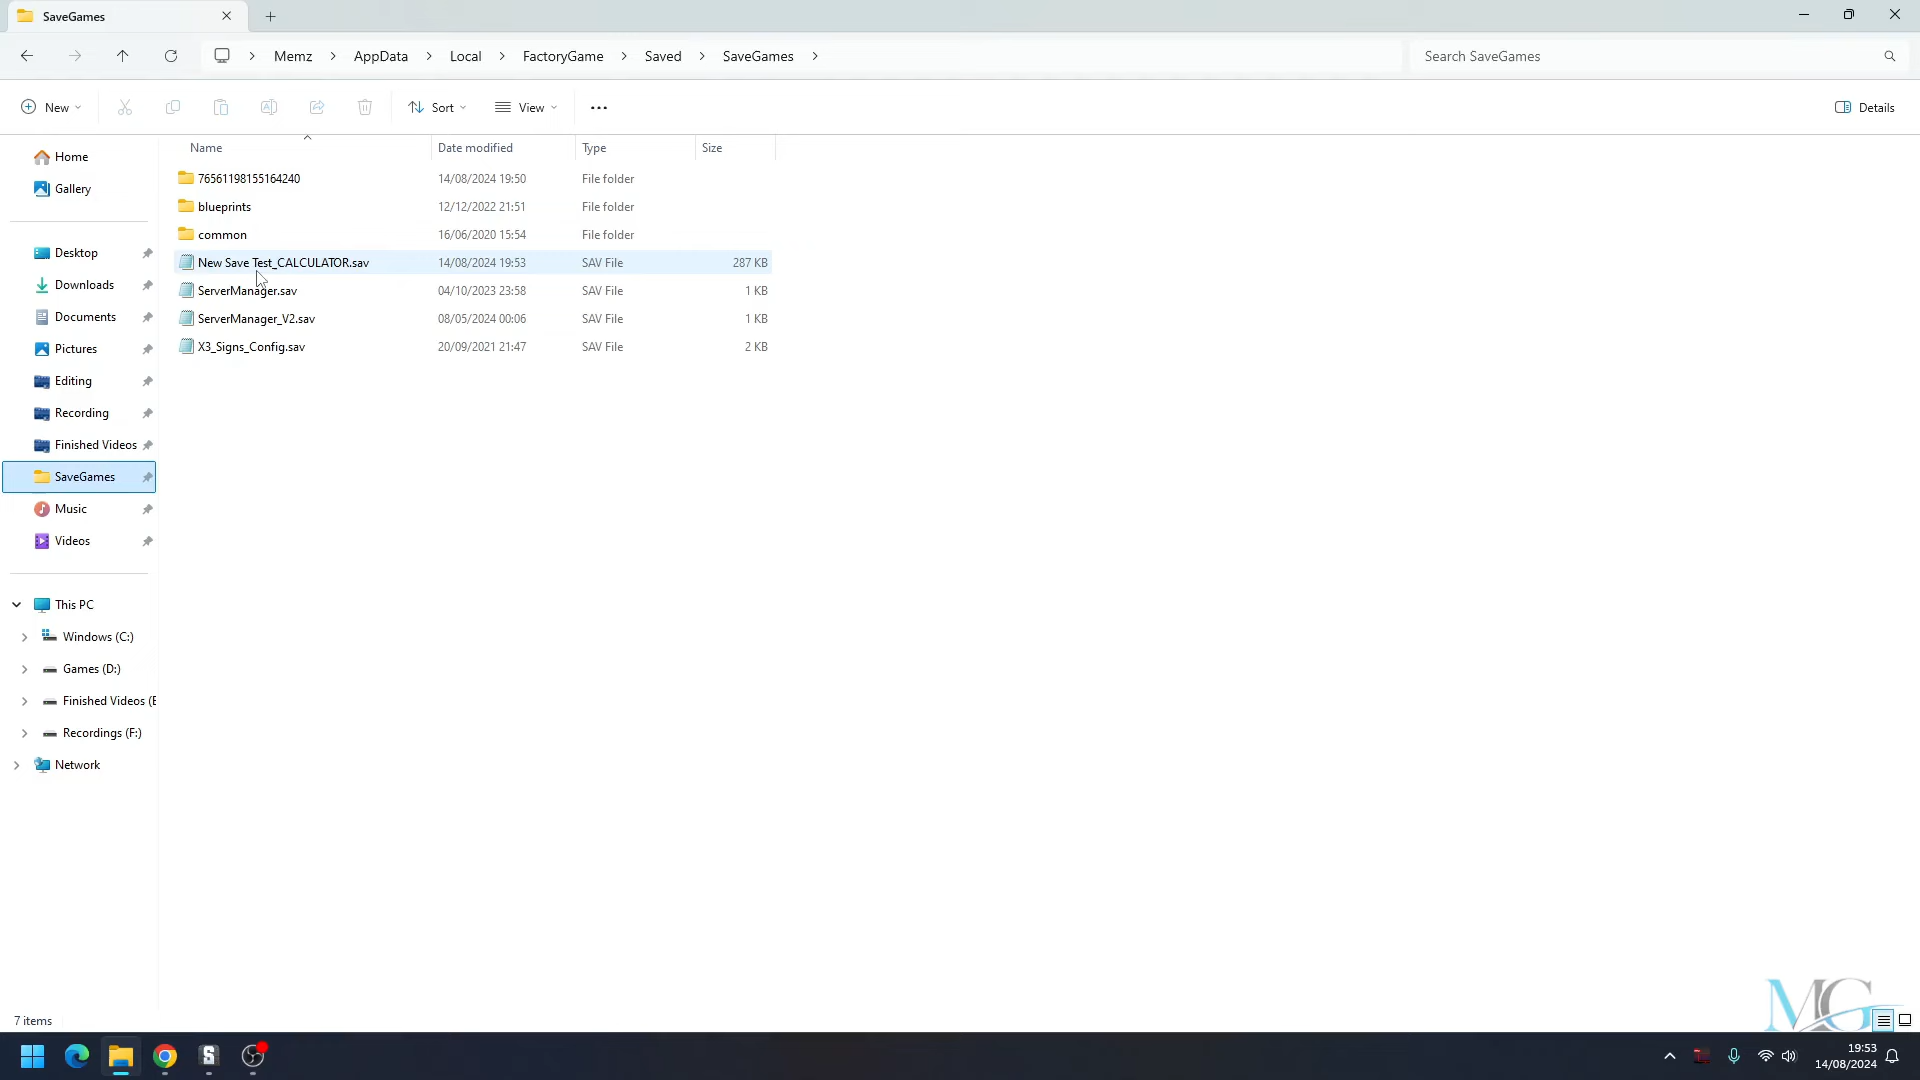 SaveGames
Memz > AppData > Local > FactoryGame > Saved > SaveGames >
Search SaveGames
New
Sort
View
Details
Name Date modified Type Size
76561198155164240 14/08/2024 19:50 File folder
blueprints 12/12/2022 21:51 File folder
common 16/06/2020 15:54 File folder
New Save Test_CALCULATOR.sav 14/08/2024 19:53 SAV File 287 KB
ServerManager.sav 04/10/2023 23:58 SAV File 1 KB
ServerManager_V2.sav 08/05/2024 00:06 SAV File 1 KB
X3_Signs_Config.sav 20/09/2021 21:47 SAV File 2 KB
Home
Gallery
Desktop
Downloads
Documents
Pictures
Editing
Recording
Finished Videos
SaveGames
Music
Videos
This PC
Windows (C:)
Games (D:)
Finished Videos (E
Recordings (F:)
Network
7 items
MG
19:53
14/08/2024